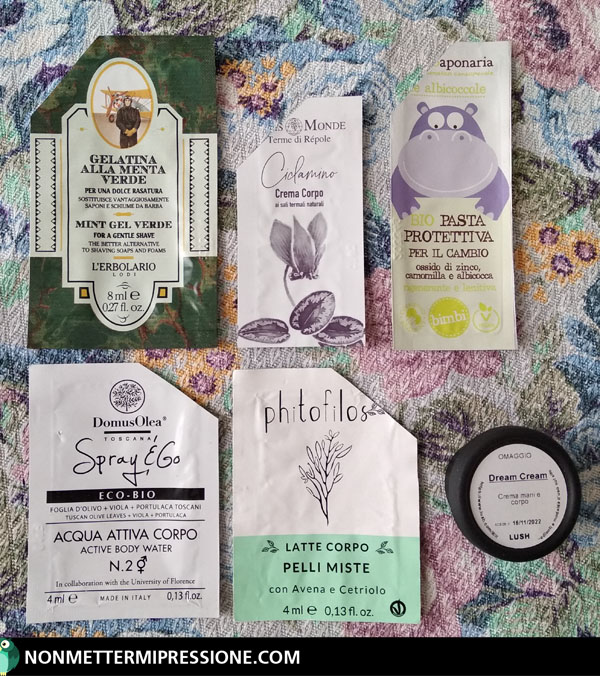 GELATINA
ALLA MENTA
VERDE
PER UNA DOLCE RASATURA
SOSTITUISCE VANTAGGIOSAMENTE
SAPONI E SCHIUME DA BARBA
MINT GEL VERDE
FOR A GENTLE SHAVE
THE BETTER ALTERNATIVE
TO SHAVING SOAPS AND FOAMS
L'ERBOLARIO
LODI
8 ml e
0.27 fl. oz.
MONDE
Terme di Répole
Ciclamino
Crema Corpo
ai sali termali naturali
aponaria
e albicoccole
BIO PASTA
PROTETTIVA
PER IL CAMBIO
ossido di zinco,
camomilla e albicocca
rigenerante e lenitiva
bimbi
DomusOlea®
TOSCANA
Spray & Go
ECO-BIO
FOGLIA D'OLIVO + VIOLA + PORTULACA TOSCANI
TUSCAN OLIVE LEAVES + VIOLA + PORTULACA
ACQUA ATTIVA CORPO
ACTIVE BODY WATER
N.2
In collaboration with the University of Florence
4 ml e MADE IN ITALY 0,13 fl. oz.
phitofilos
LATTE CORPO
PELLI MISTE
con Avena e Cetriolo
4 ml e 0,13 fl. oz.
OMAGGIO
Dream Cream
Crema mani e
corpo
16/11/2022
LUSH
NONMETTERMIPRESSIONE.COM